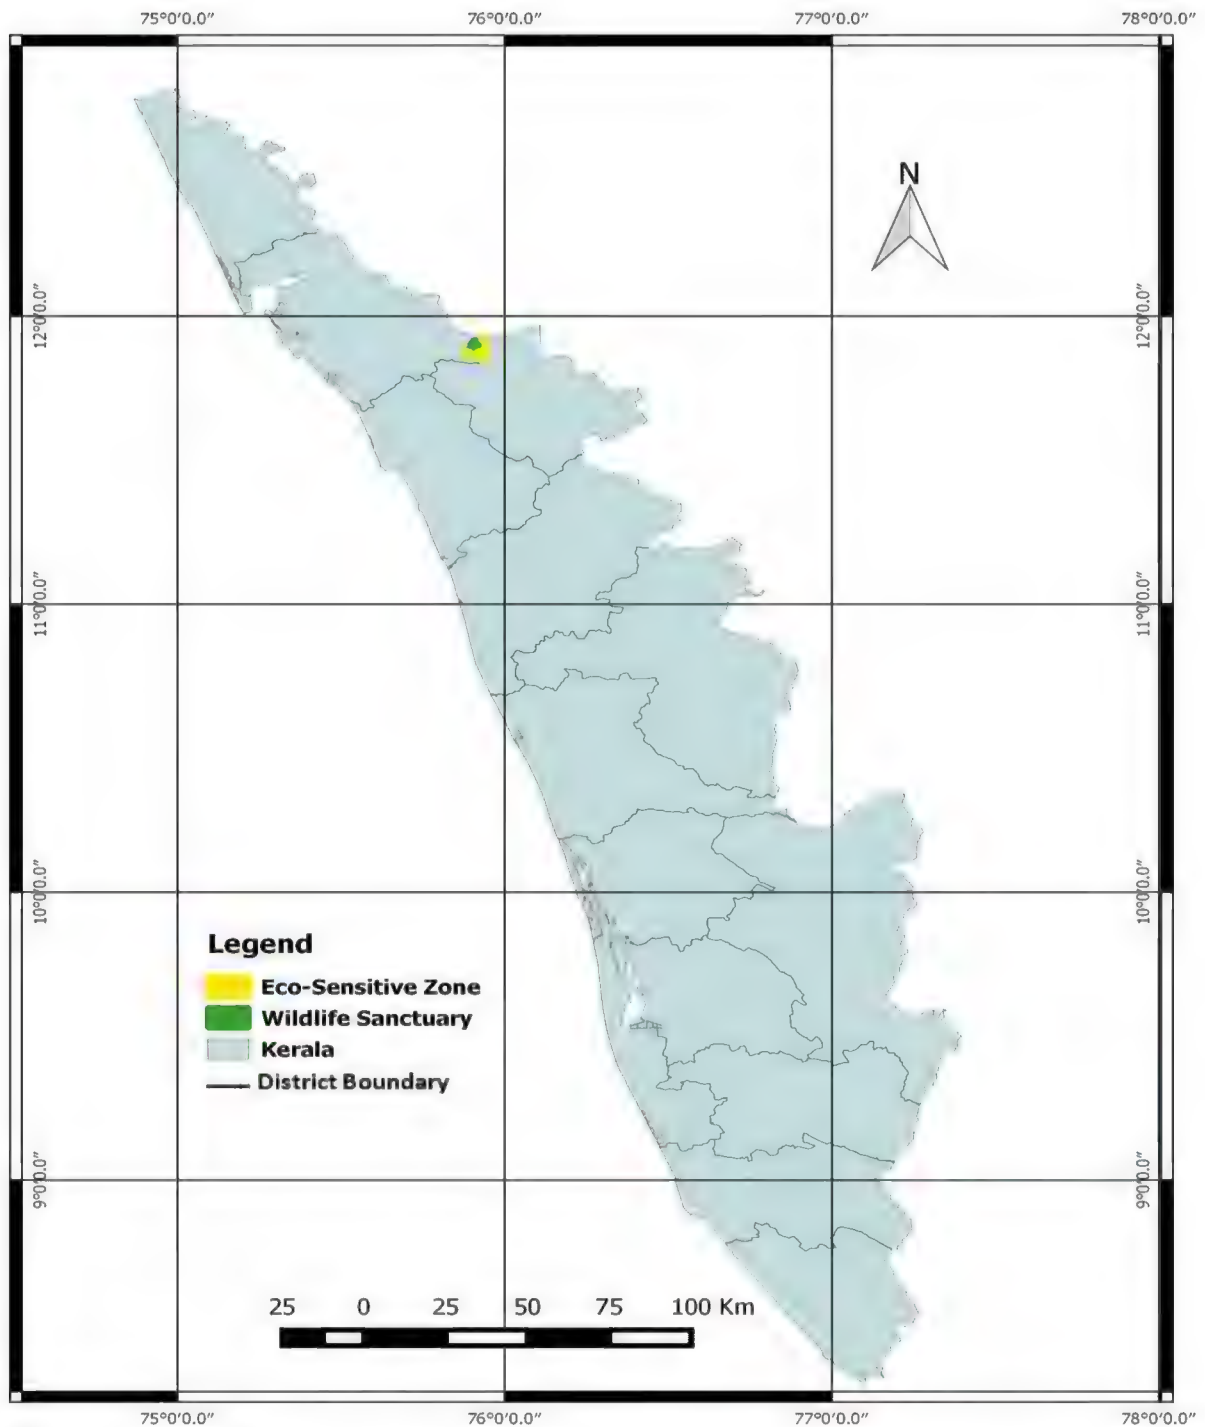 75°0'0.0" 76°0'0.0" 77°0'0.0" 78°0'0.0"
N
12°0'0.0" 12°0'0.0"
11°0'0.0" 11°0'0.0"
10°0'0.0" 10°0'0.0"
Legend
Eco-Sensitive Zone
Wildlife Sanctuary
Kerala
District Boundary
9°0'0.0" 9°0'0.0"
25 0 25 50 75 100 Km
75°0'0.0" 76°0'0.0" 77°0'0.0" 78°0'0.0"